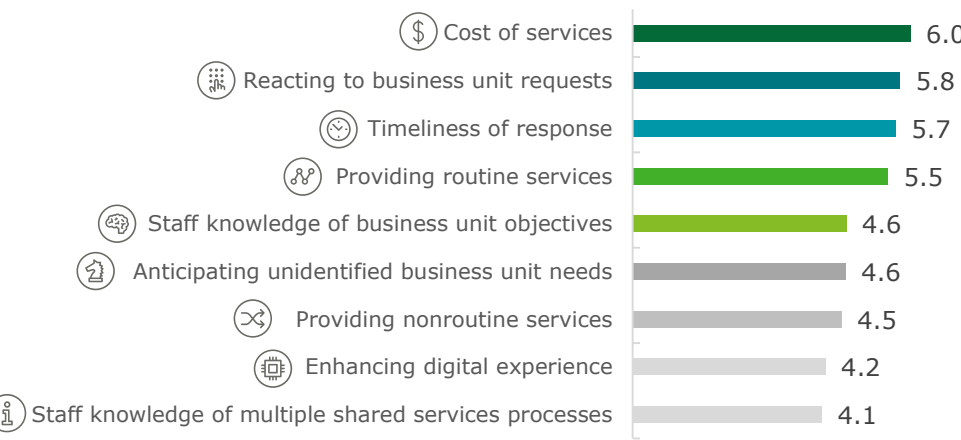 Cost of services 6.0
Reacting to business unit requests 5.8
Timeliness of response 5.7
Providing routine services 5.5
Staff knowledge of business unit objectives 4.6
Anticipating unidentified business unit needs 4.6
Providing nonroutine services 4.5
Enhancing digital experience 4.2
Staff knowledge of multiple shared services processes 4.1